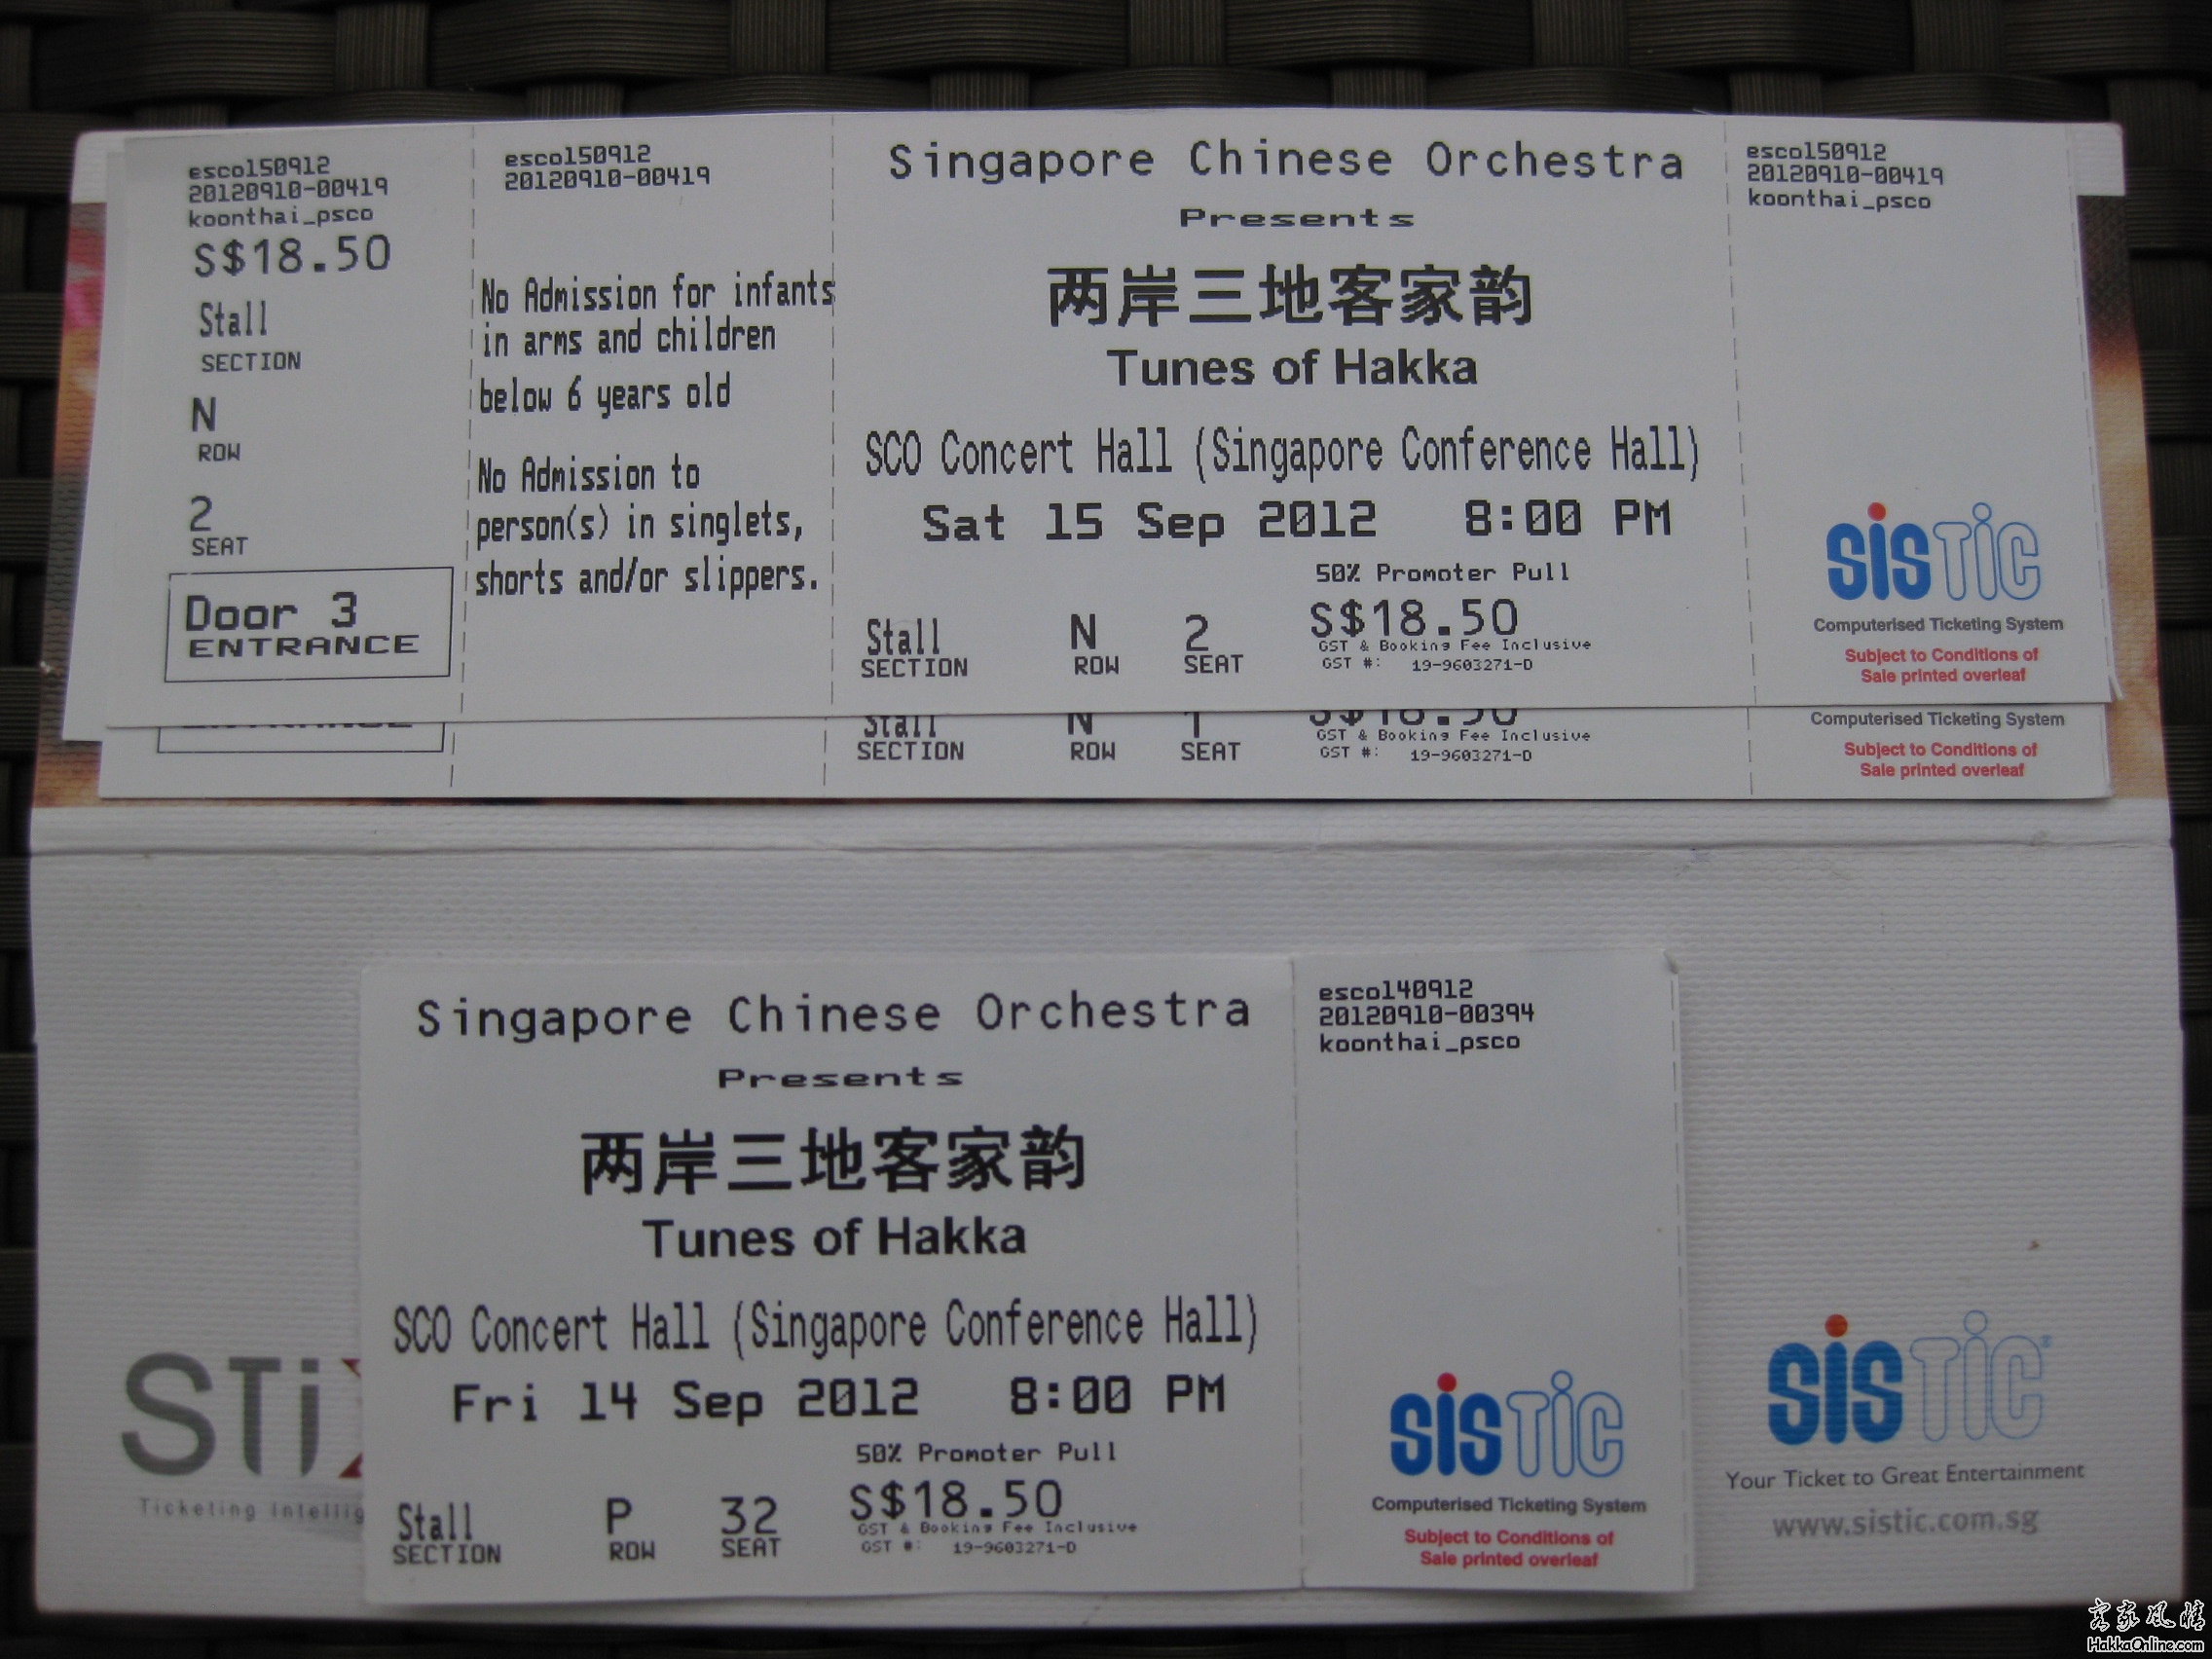 esco150912
20120910-00419
koonthai_psco
S$18.50
Stall
SECTION
N
ROW
2
SEAT
Door 3
ENTRANCE
esco150912
20120910-00419
No Admission for infants
in arms and children
below 6 years old
No Admission to
person(s) in singlets,
shorts and/or slippers.
Singapore Chinese Orchestra
Presents
两岸三地客家韵
Tunes of Hakka
SCO Concert Hall (Singapore Conference Hall)
Sat 15 Sep 2012 8:00 PM
50% Promoter Pull
S$18.50
GST & Booking Fee Inclusive
GST #: 19-9603271-D
Stall N 2
SECTION ROW SEAT
esco150912
20120910-00419
koonthai_psco
sisTic
Computerised Ticketing System
Subject to Conditions of
Sale printed overleaf
ENTRANCE
Stall N 1
SECTION ROW SEAT
S$18.50
GST & Booking Fee Inclusive
GST #: 19-9603271-D
Computerised Ticketing System
Subject to Conditions of
Sale printed overleaf
Singapore Chinese Orchestra
Presents
两岸三地客家韵
Tunes of Hakka
SCO Concert Hall (Singapore Conference Hall)
Fri 14 Sep 2012 8:00 PM
50% Promoter Pull
S$18.50
GST & Booking Fee Inclusive
GST #: 19-9603271-D
Stall P 32
SECTION ROW SEAT
esco140912
20120910-00394
koonthai_psco
sisTic
Computerised Ticketing System
Subject to Conditions of
Sale printed overleaf
STi
Ticketing Intellig
sisTic
Your Ticket to Great Entertainment
www.sistic.com.sg
客家风情
HakkaOnline.com